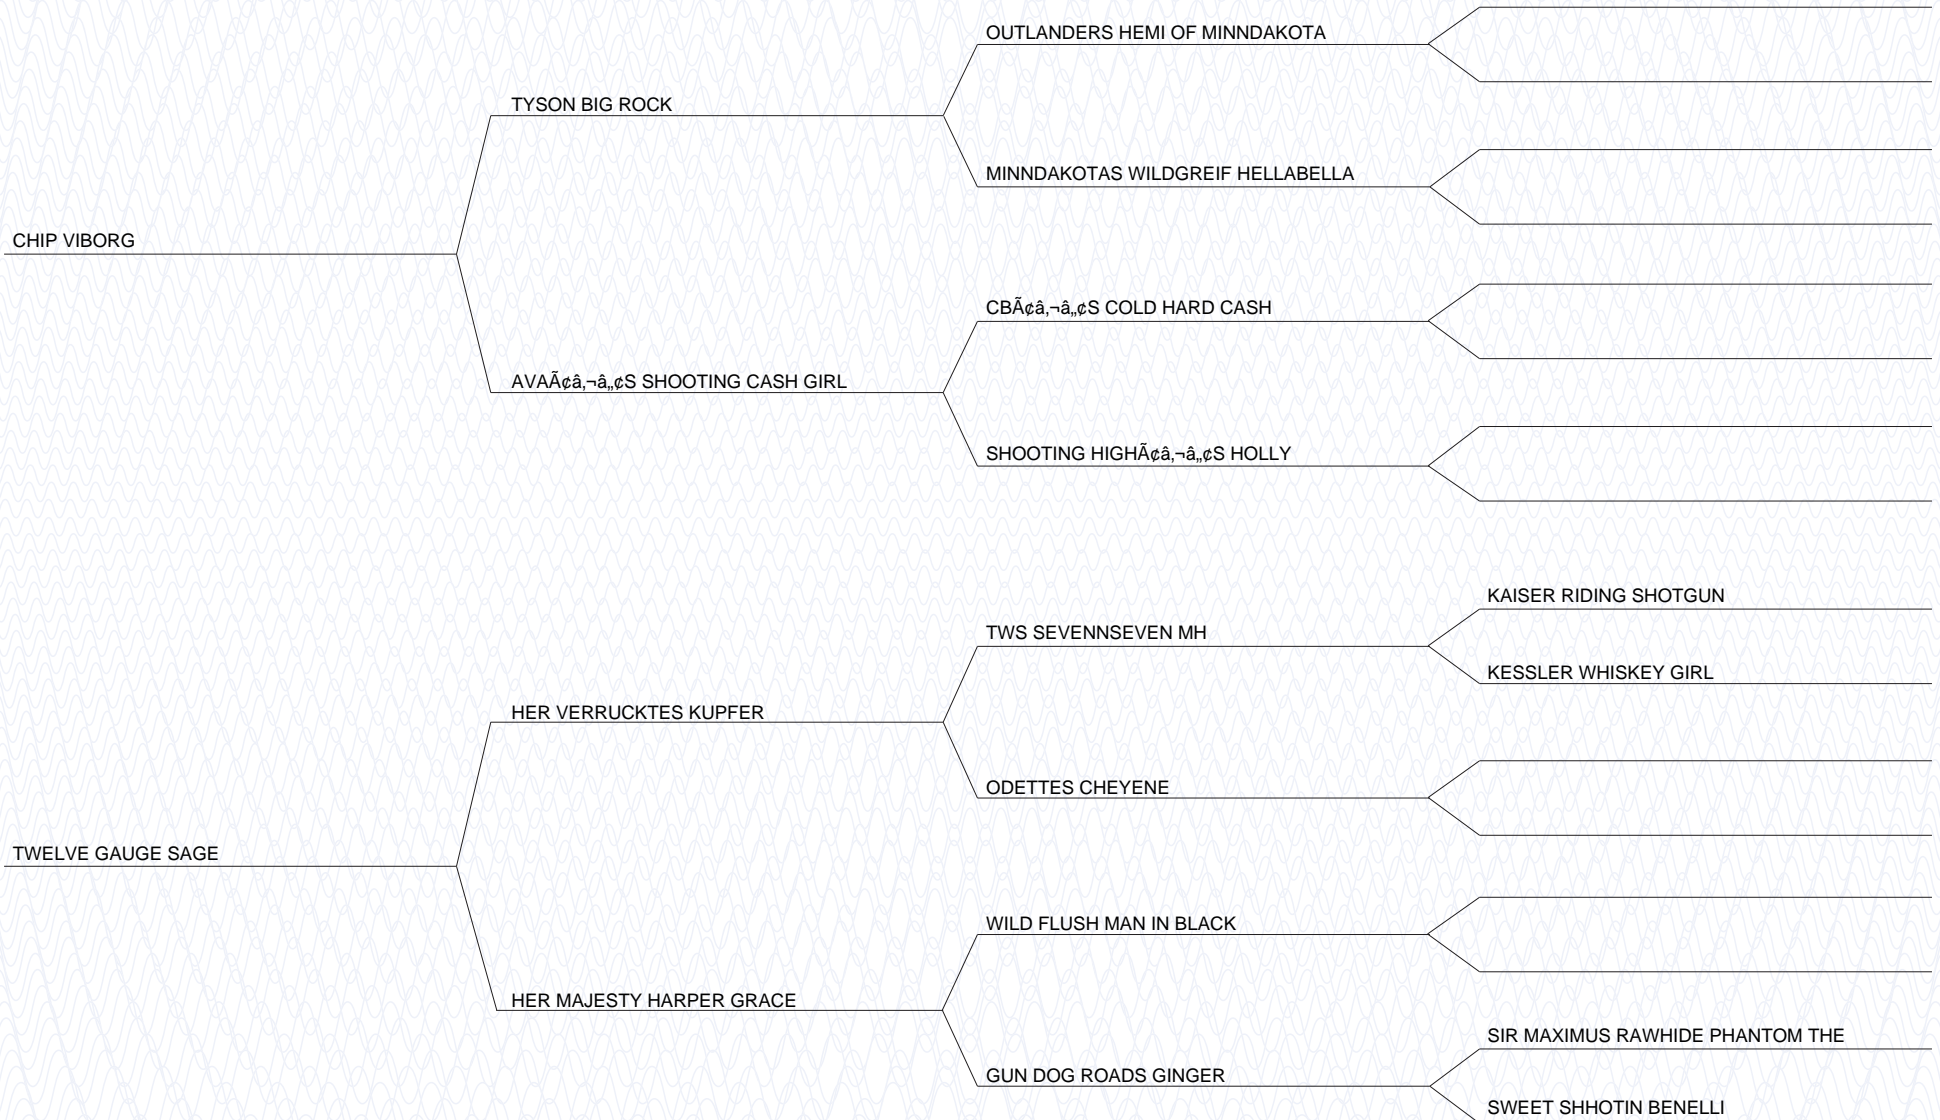 OUTLANDERS HEMI OF MINNDAKOTA
TYSON BIG ROCK
MINNDAKOTAS WILDGREIF HELLABELLA
CHIP VIBORG
CBÃ¢â‚¬â„¢S COLD HARD CASH
AVAÃ¢â‚¬â„¢S SHOOTING CASH GIRL
SHOOTING HIGHÃ¢â‚¬â„¢S HOLLY
KAISER RIDING SHOTGUN
TWS SEVENNSEVEN MH
KESSLER WHISKEY GIRL
HER VERRUCKTES KUPFER
ODETTES CHEYENE
TWELVE GAUGE SAGE
WILD FLUSH MAN IN BLACK
HER MAJESTY HARPER GRACE
SIR MAXIMUS RAWHIDE PHANTOM THE
GUN DOG ROADS GINGER
SWEET SHHOTIN BENELLI